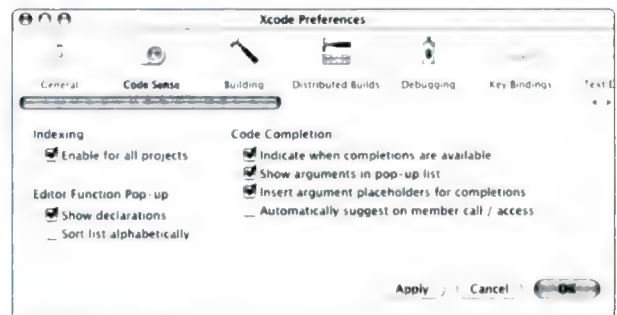 Xcode Preferences
General Code Sense Building Distributed Builds Debugging Key Bindings Text E
Indexing
Enable for all projects
Editor Function Pop-up
Show declarations
Sort list alphabetically
Code Completion
Indicate when completions are available
Show arguments in pop-up list
Insert argument placeholders for completions
Automatically suggest on member call / access
Apply Cancel OK